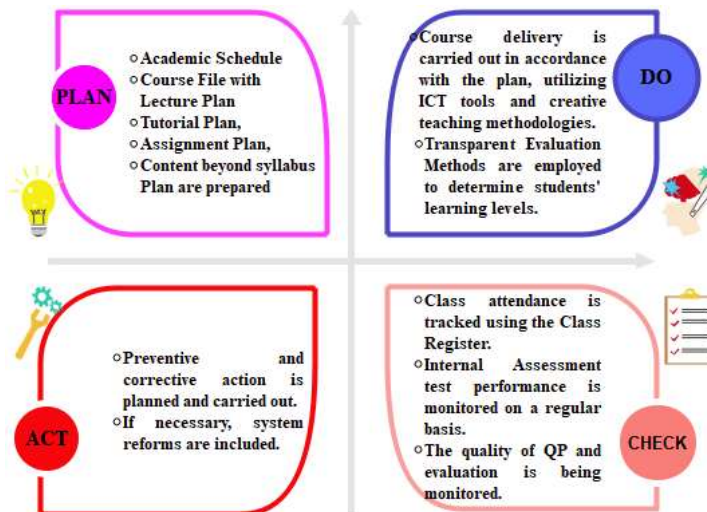 PLAN
○Academic Schedule
○Course File with
Lecture Plan
○Tutorial Plan,
○Assignment Plan,
○Content beyond syllabus
Plan are prepared
DO
○Course delivery is
carried out in accordance
with the plan, utilizing
ICT tools and creative
teaching methodologies.
○Transparent Evaluation
Methods are employed
to determine students'
learning levels.
ACT
○Preventive and
corrective action is
planned and carried out.
○If necessary, system
reforms are included.
CHECK
○Class attendance is
tracked using the Class
Register.
○Internal Assessment
test performance is
monitored on a regular
basis.
○The quality of QP and
evaluation is being
monitored.